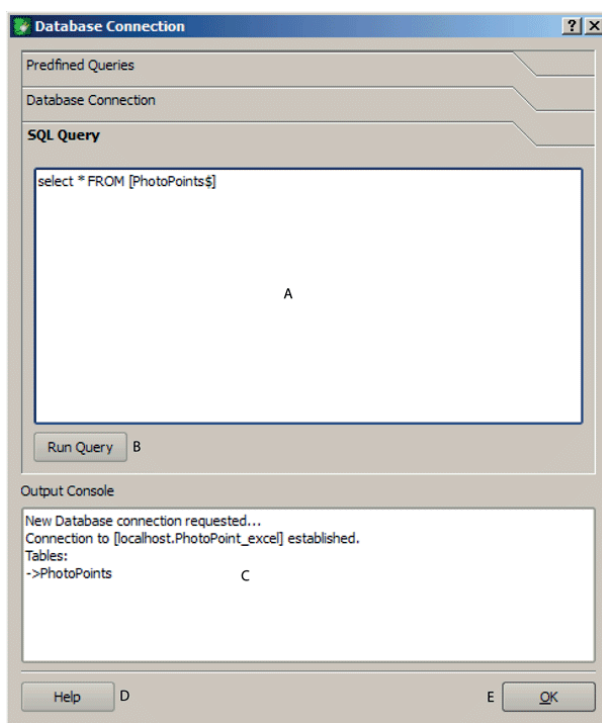 Database Connection
Predfined Queries
Database Connection
SQL Query
select * FROM [PhotoPoints$]
A
Run Query B
Output Console
New Database connection requested...
Connection to [localhost.PhotoPoint_excel] established.
Tables:
->PhotoPoints
C
Help D E OK